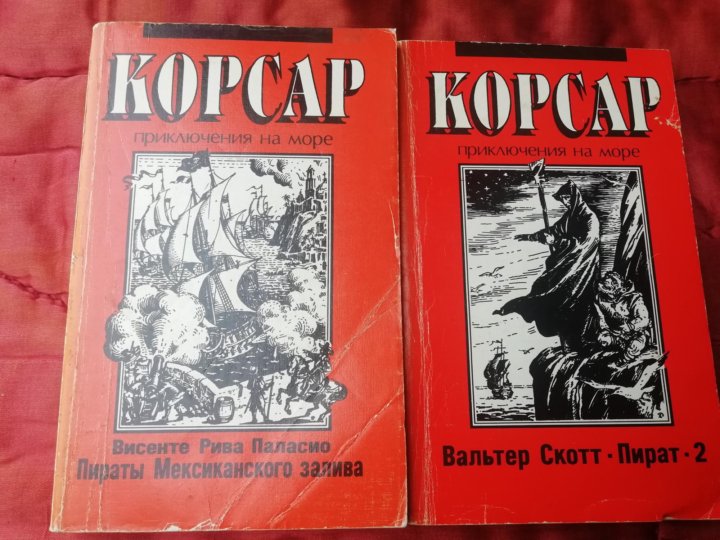 КОРСАР
приключения на море
Висенте Рива Паласио
Пираты Мексиканского залива
КОРСАР
приключения на море
Вальтер Скотт · Пират · 2